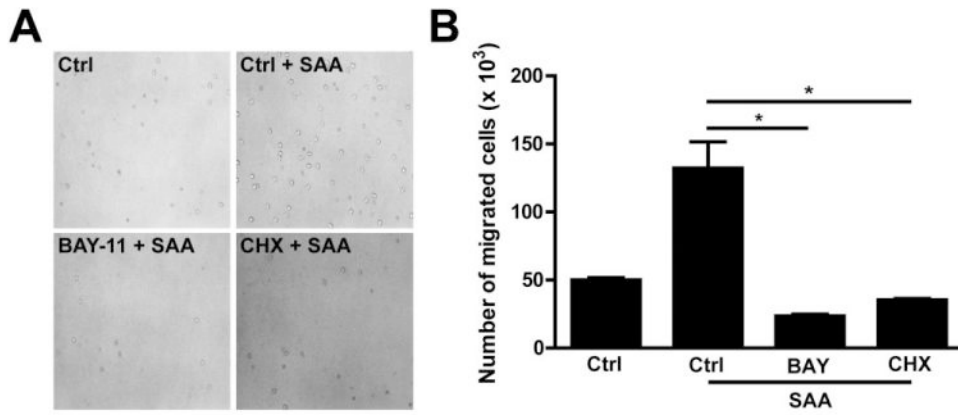 A
Ctrl
Ctrl + SAA
BAY-11 + SAA
CHX + SAA
B
Number of migrated cells (x 10³)
200
150
100
50
0
*
*
Ctrl
Ctrl
BAY
CHX
SAA